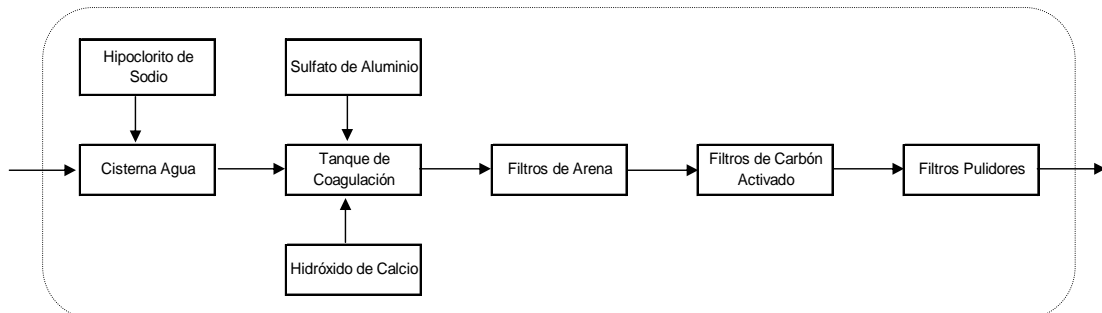 Hipoclorito de
Sodio
Sulfato de Aluminio
Cisterna Agua
Tanque de
Coagulación
Filtros de Arena
Filtros de Carbón
Activado
Filtros Pulidores
Hidróxido de Calcio